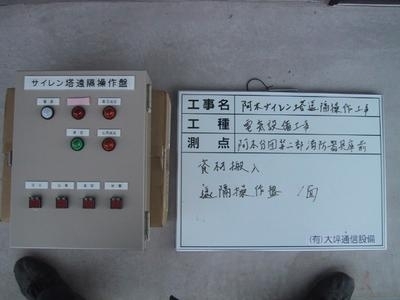 サイレン塔遠隔操作盤
工事名 阿木サイレン塔遠隔操作工事
工種 電気設備工事
測点 阿木分団第二部消防器具庫前
資材搬入
遠隔操作盤 1面
(有)大坪通信設備